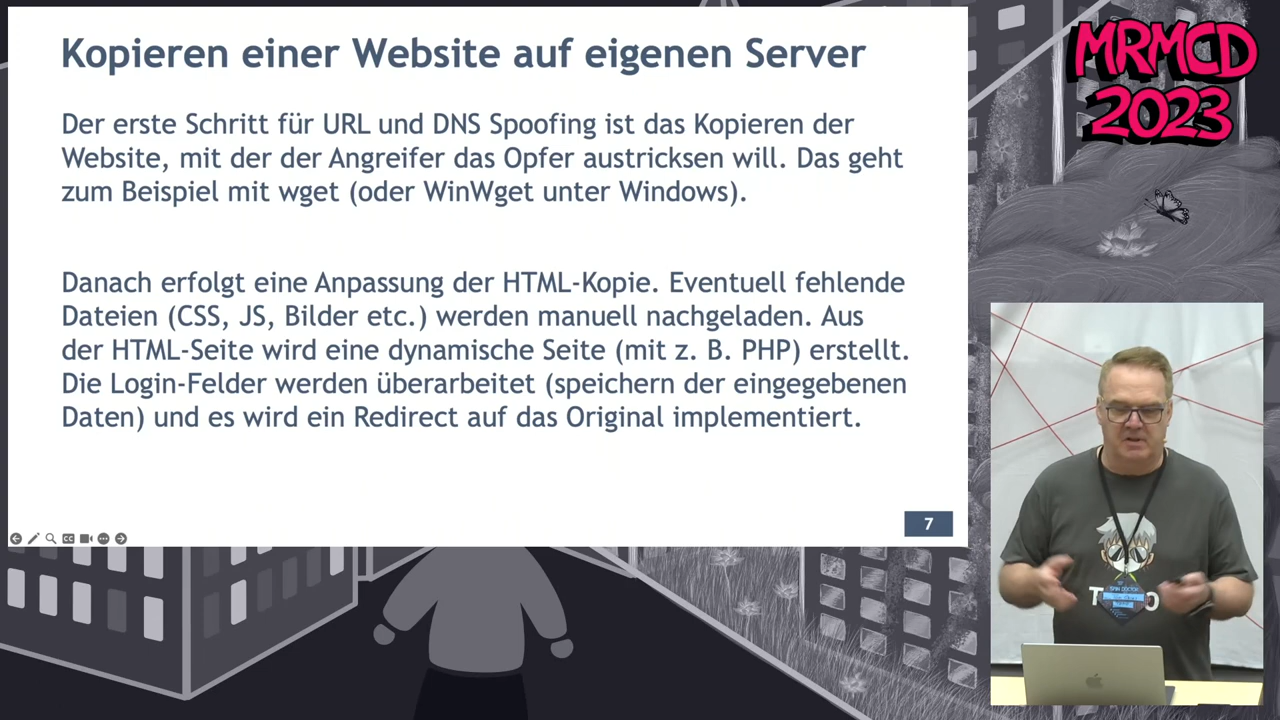 Kopieren einer Website auf eigenen Server
MRMCD
2023
Der erste Schritt für URL und DNS Spoofing ist das Kopieren der
Website, mit der der Angreifer das Opfer austricksen will. Das geht
zum Beispiel mit wget (oder WinWget unter Windows).
Danach erfolgt eine Anpassung der HTML-Kopie. Eventuell fehlende
Dateien (CSS, JS, Bilder etc.) werden manuell nachgeladen. Aus
der HTML-Seite wird eine dynamische Seite (mit z. B. PHP) erstellt.
Die Login-Felder werden überarbeitet (speichern der eingegebenen
Daten) und es wird ein Redirect auf das Original implementiert.
7
CC